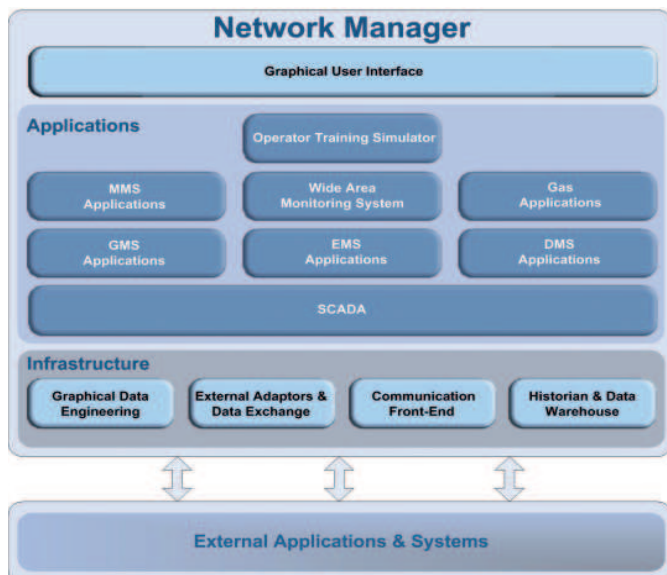 Network Manager
Graphical User Interface
Applications
Operator Training Simulator
MMS
Applications
Wide Area
Monitoring System
Gas
Applications
GMS
Applications
EMS
Applications
DMS
Applications
SCADA
Infrastructure
Graphical Data
Engineering
External Adaptors &
Data Exchange
Communication
Front-End
Historian & Data
Warehouse
External Applications & Systems